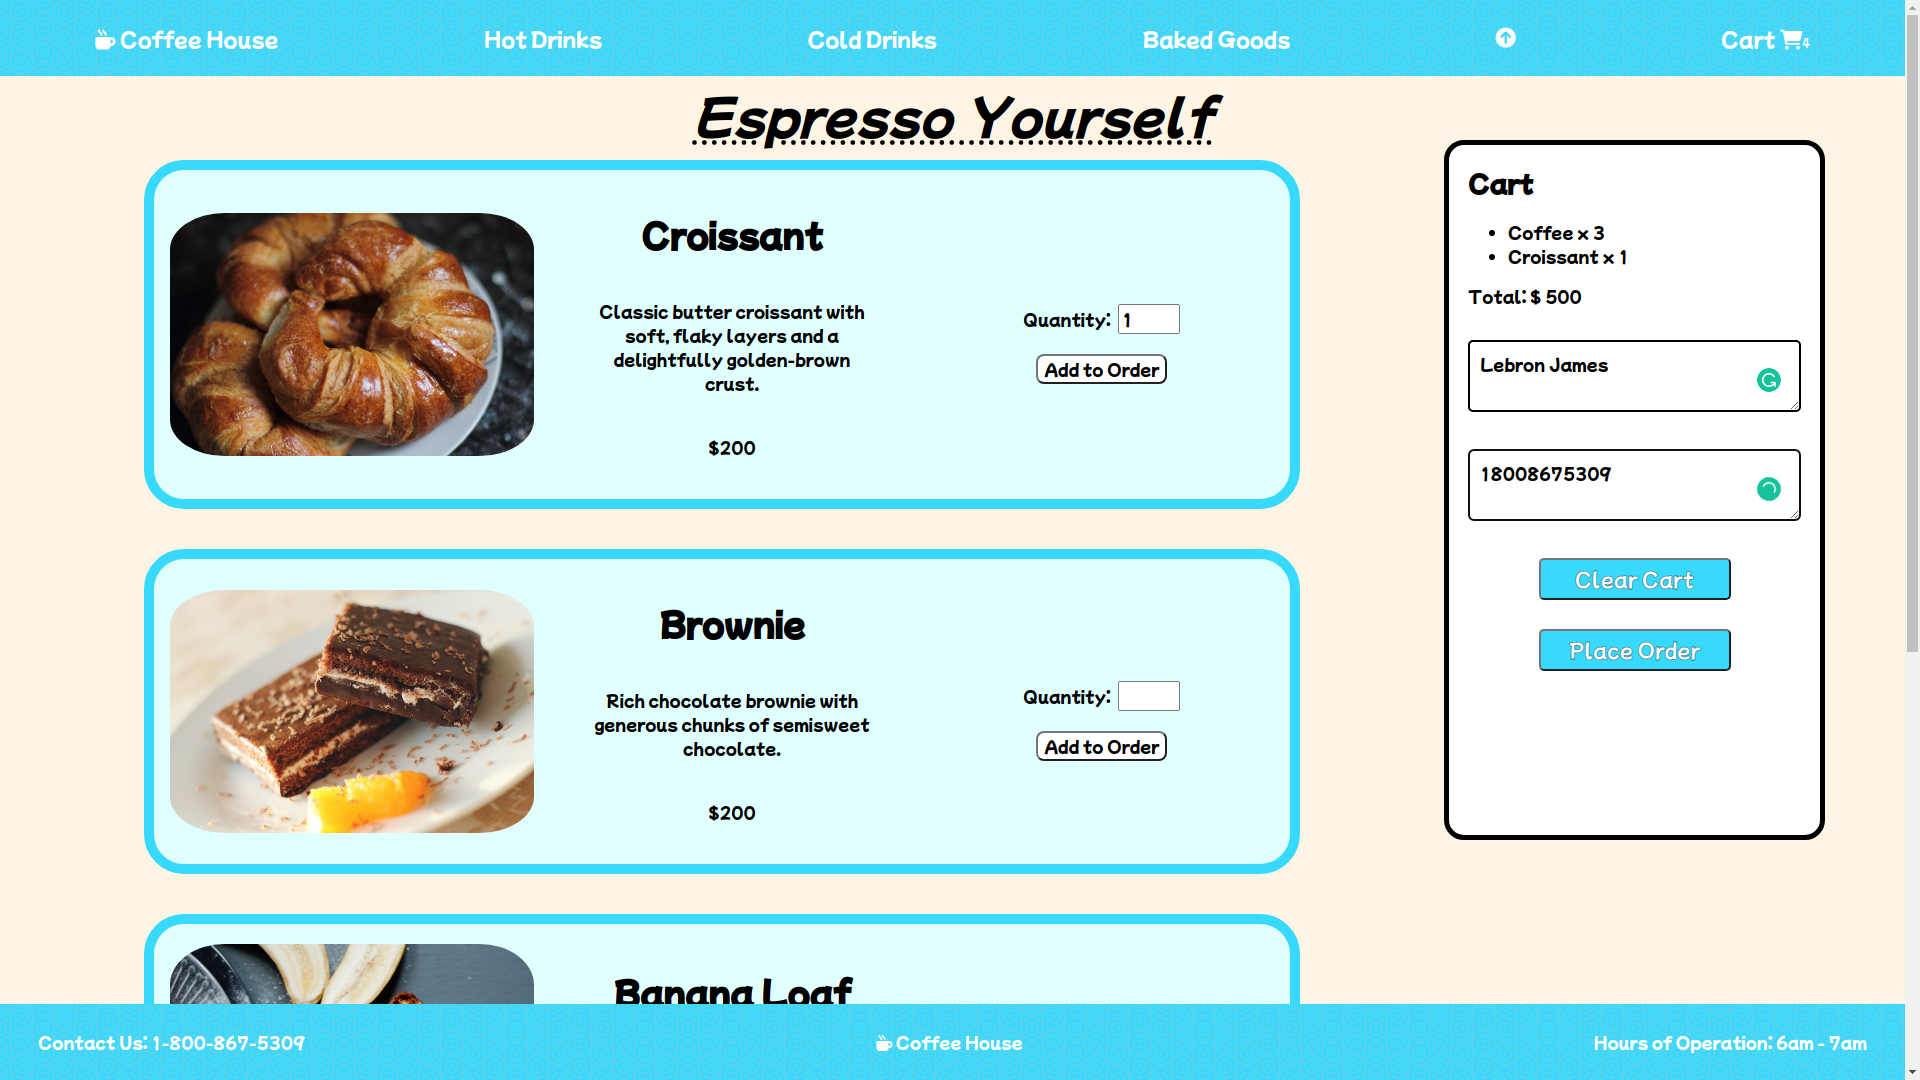 Coffee House
Hot Drinks
Cold Drinks
Baked Goods
Cart 4
Espresso Yourself
Croissant
Classic butter croissant with
soft, flaky layers and a
delightfully golden-brown
crust.
$200
Quantity: 1
Add to Order
Brownie
Rich chocolate brownie with
generous chunks of semisweet
chocolate.
$200
Quantity:
Add to Order
Banana Loaf
Cart
• Coffee x 3
• Croissant x 1
Total: $ 500
Lebron James
18008675309
Clear Cart
Place Order
Contact Us: 1-800-867-5309
Coffee House
Hours of Operation: 6am - 7am